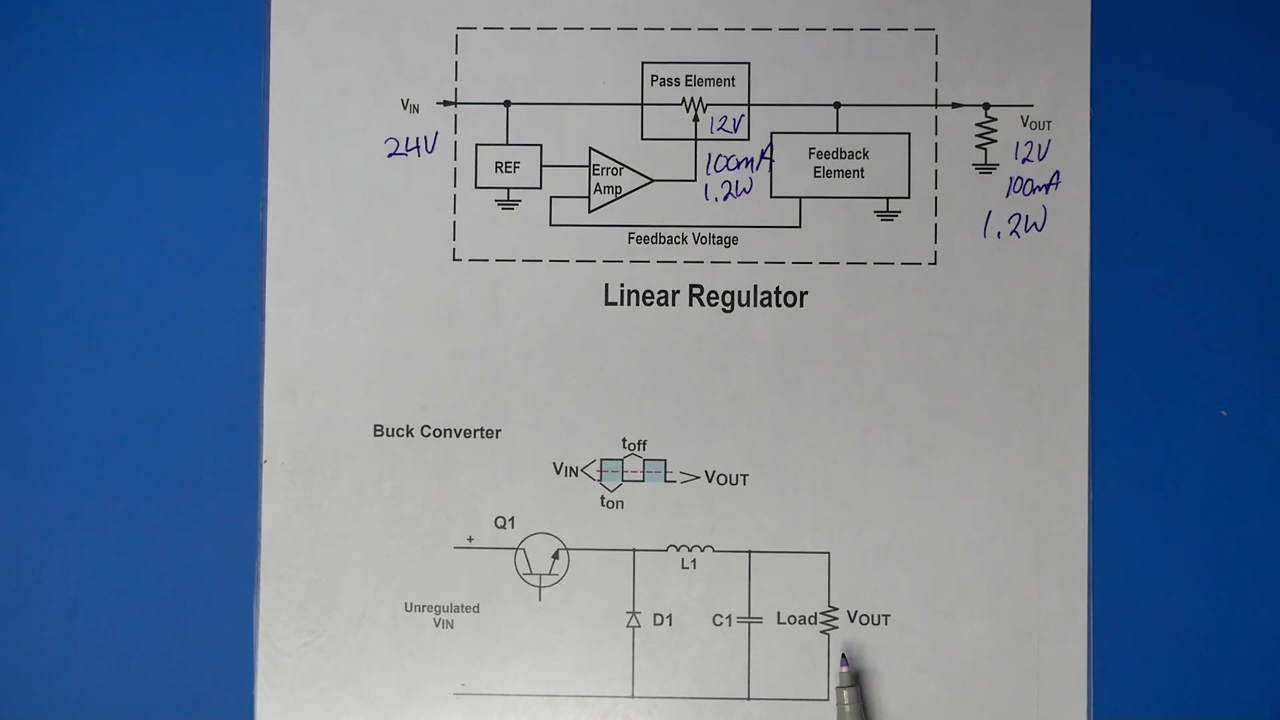 Pass Element
VIN
24V
12V
REF
Error
Amp
100mA
1.2W
Feedback
Element
Feedback Voltage
VOUT
12V
100mA
1.2W
Linear Regulator
Buck Converter
toff
VIN
VOUT
ton
Q1
+
L1
Unregulated
VIN
D1
C1
Load
VOUT
-